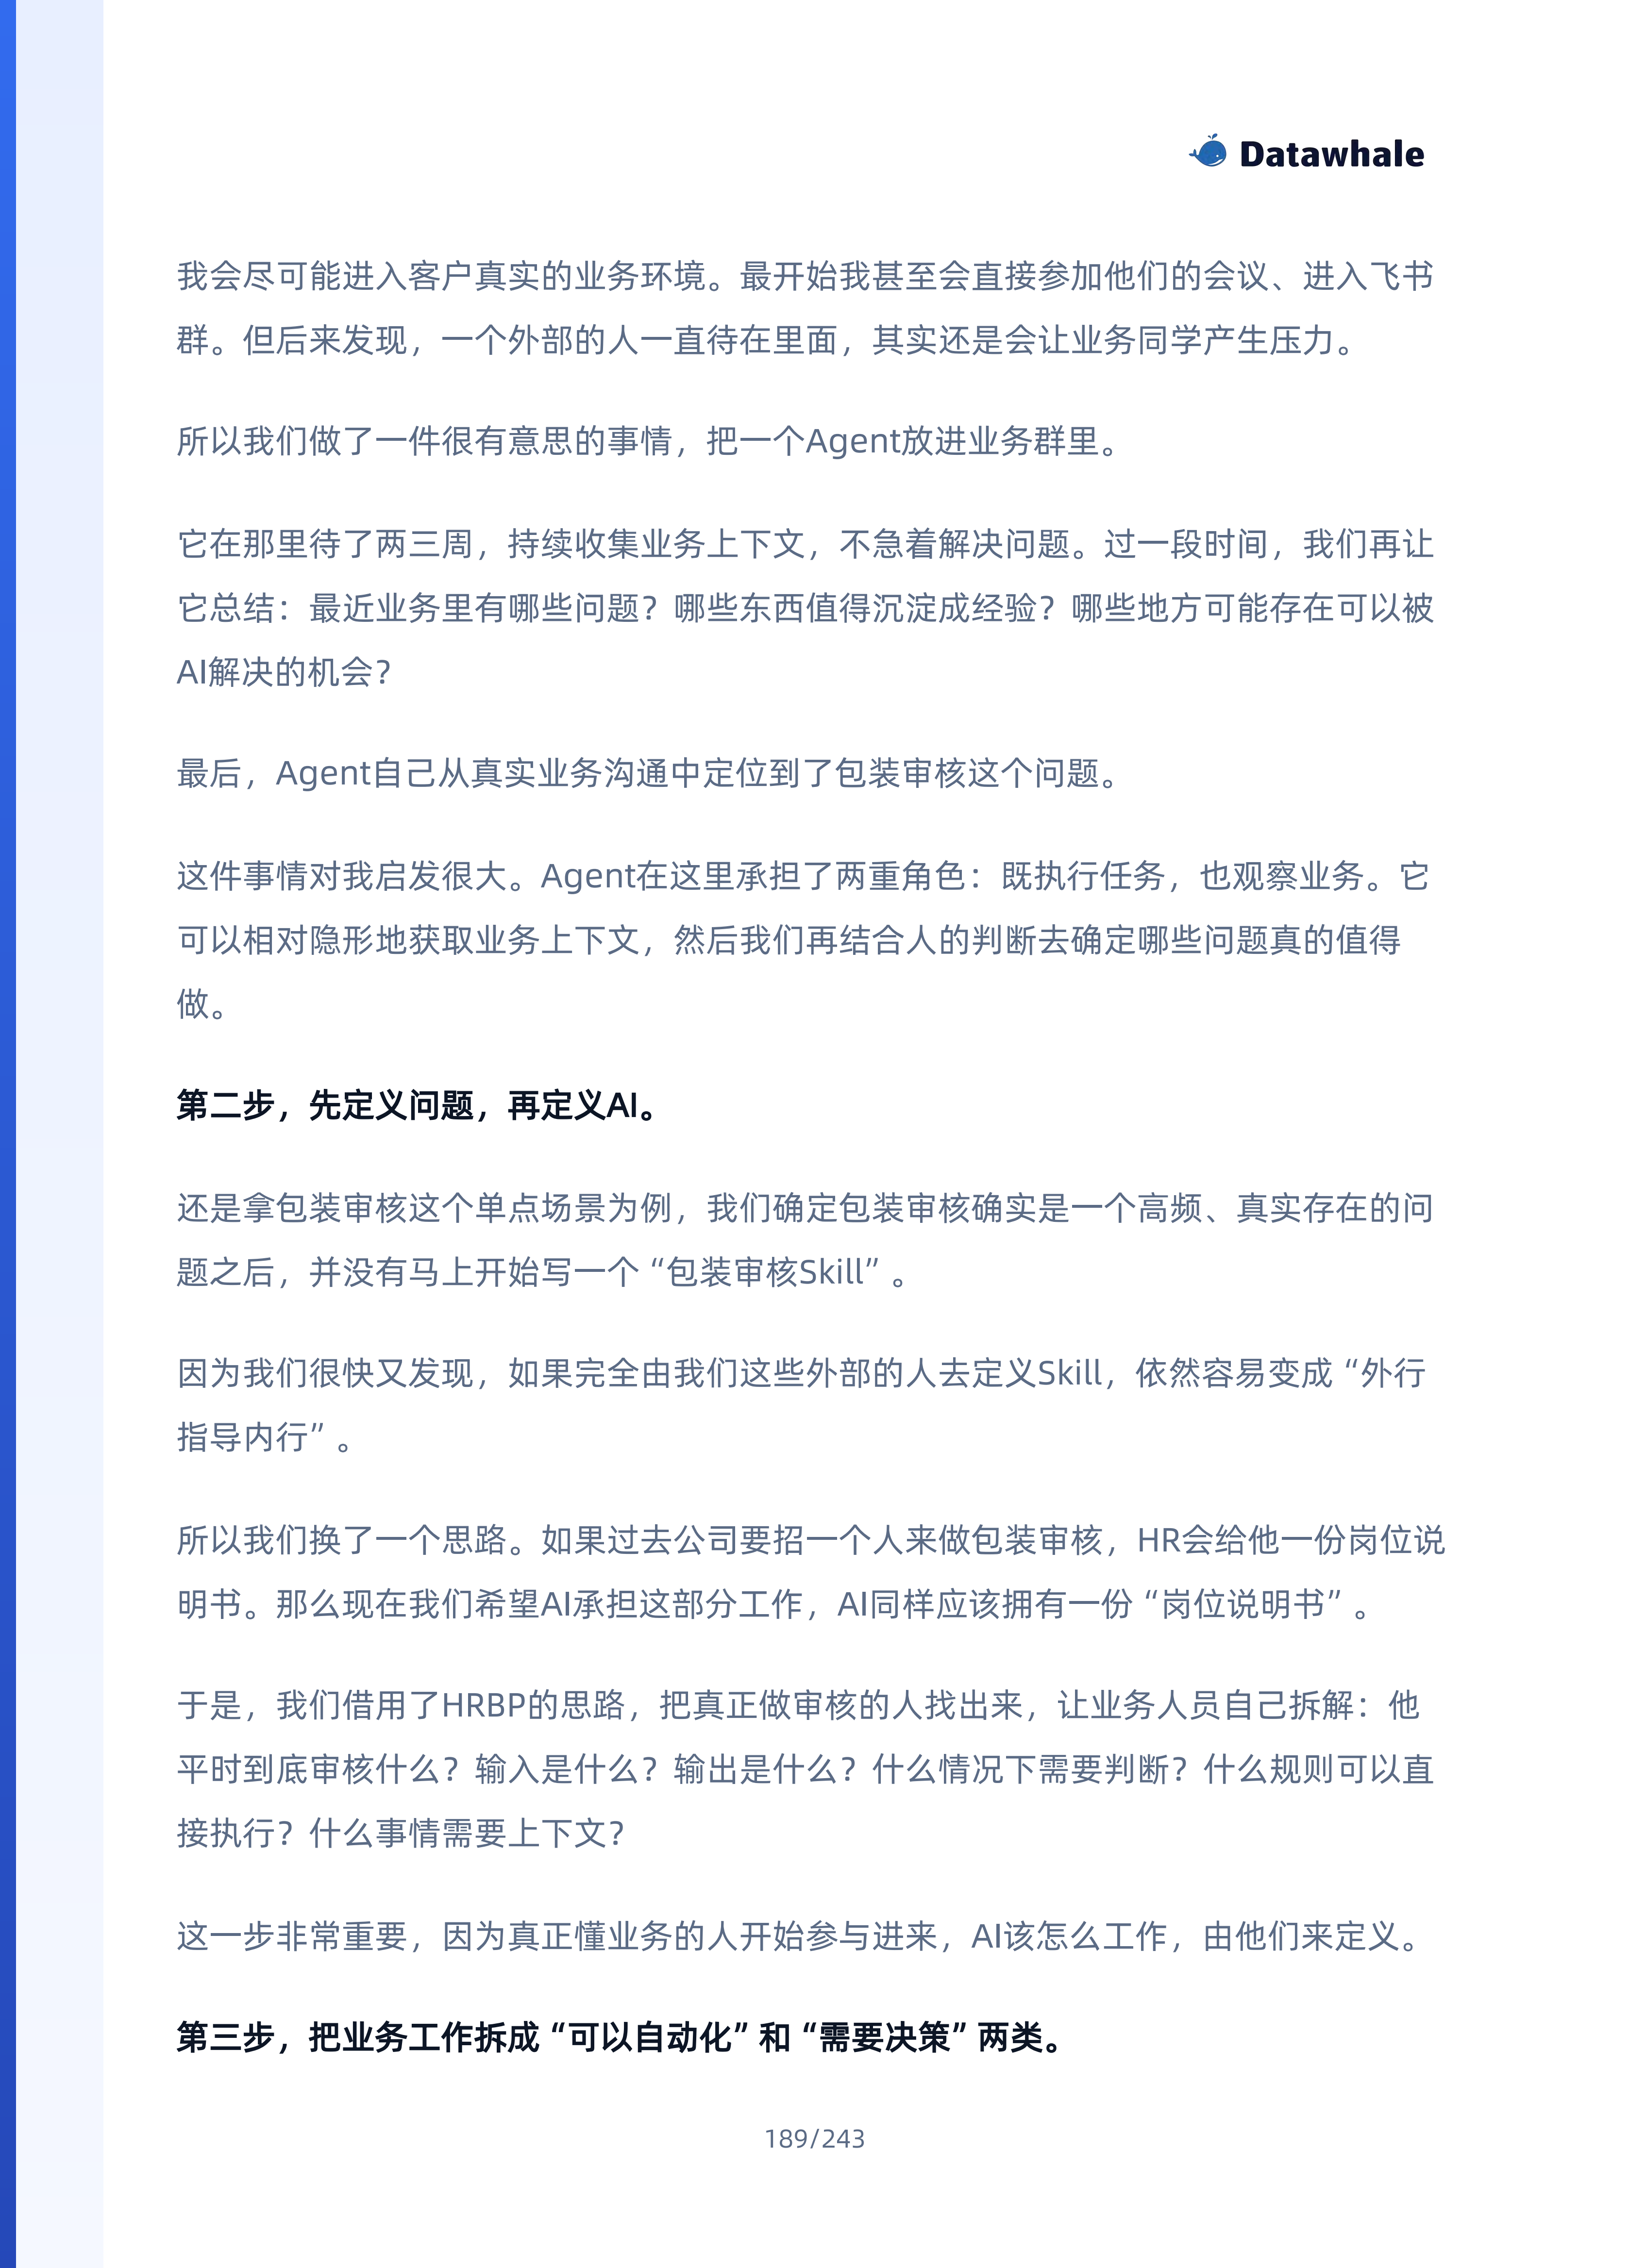 Datawhale
我会尽可能进入客户真实的业务环境。最开始我甚至会直接参加他们的会议、进入飞书
群。但后来发现，一个外部的人一直待在里面，其实还是会让业务同学产生压力。
所以我们做了一件很有意思的事情，把一个Agent放进业务群里。
它在那里待了两三周，持续收集业务上下文，不急着解决问题。过一段时间，我们再让
它总结：最近业务里有哪些问题？哪些东西值得沉淀成经验？哪些地方可能存在可以被
AI解决的机会？
最后，Agent自己从真实业务沟通中定位到了包装审核这个问题。
这件事情对我启发很大。Agent在这里承担了两重角色：既执行任务，也观察业务。它
可以相对隐形地获取业务上下文，然后我们再结合人的判断去确定哪些问题真的值得
做。
第二步，先定义问题，再定义AI。
还是拿包装审核这个单点场景为例，我们确定包装审核确实是一个高频、真实存在的问
题之后，并没有马上开始写一个“包装审核Skill”。
因为我们很快又发现，如果完全由我们这些外部的人去定义Skill，依然容易变成“外行
指导内行”。
所以我们换了一个思路。如果过去公司要招一个人来做包装审核，HR会给他一份岗位说
明书。那么现在我们希望AI承担这部分工作，AI同样应该拥有一份“岗位说明书”。
于是，我们借用了HRBP的思路，把真正做审核的人找出来，让业务人员自己拆解：他
平时到底审核什么？输入是什么？输出是什么？什么情况下需要判断？什么规则可以直
接执行？什么事情需要上下文？
这一步非常重要，因为真正懂业务的人开始参与进来，AI该怎么工作，由他们来定义。
第三步，把业务工作拆成“可以自动化”和“需要决策”两类。
189/243